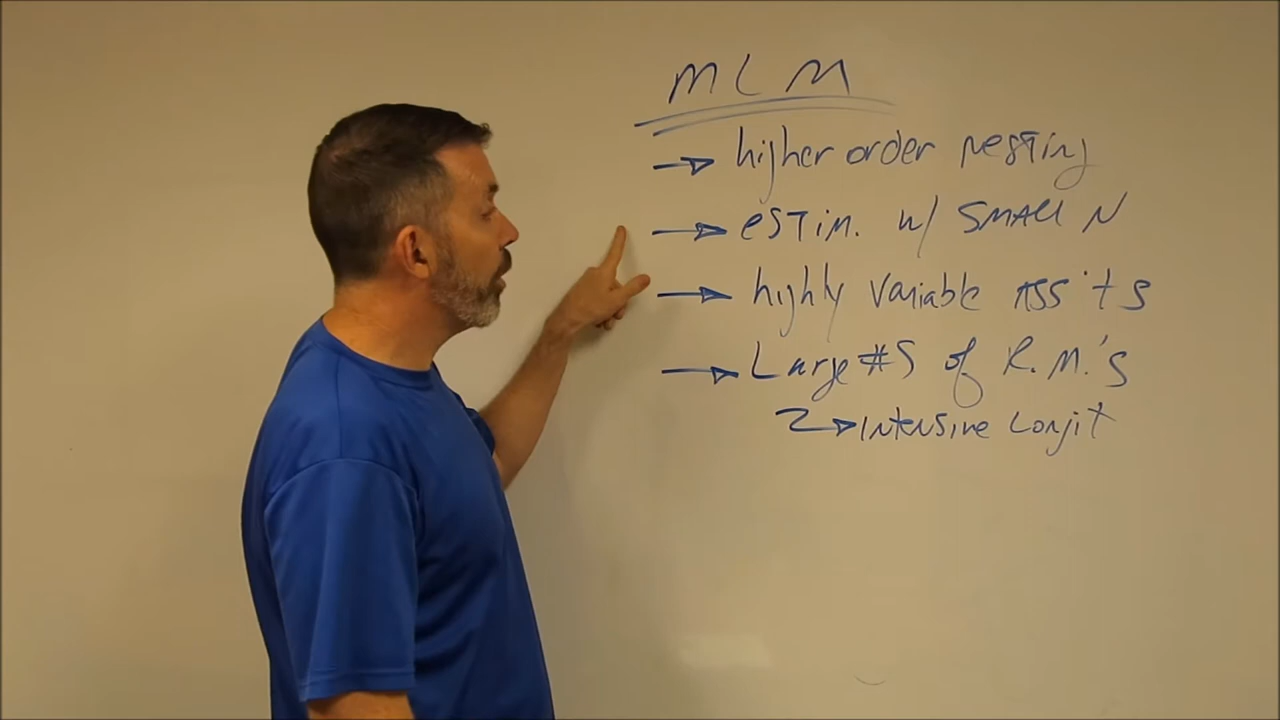 MLM
higher order nesting
estim. w/ small N
highly variable ass'ts
Large #s of R.M.'s
Intensive Longit